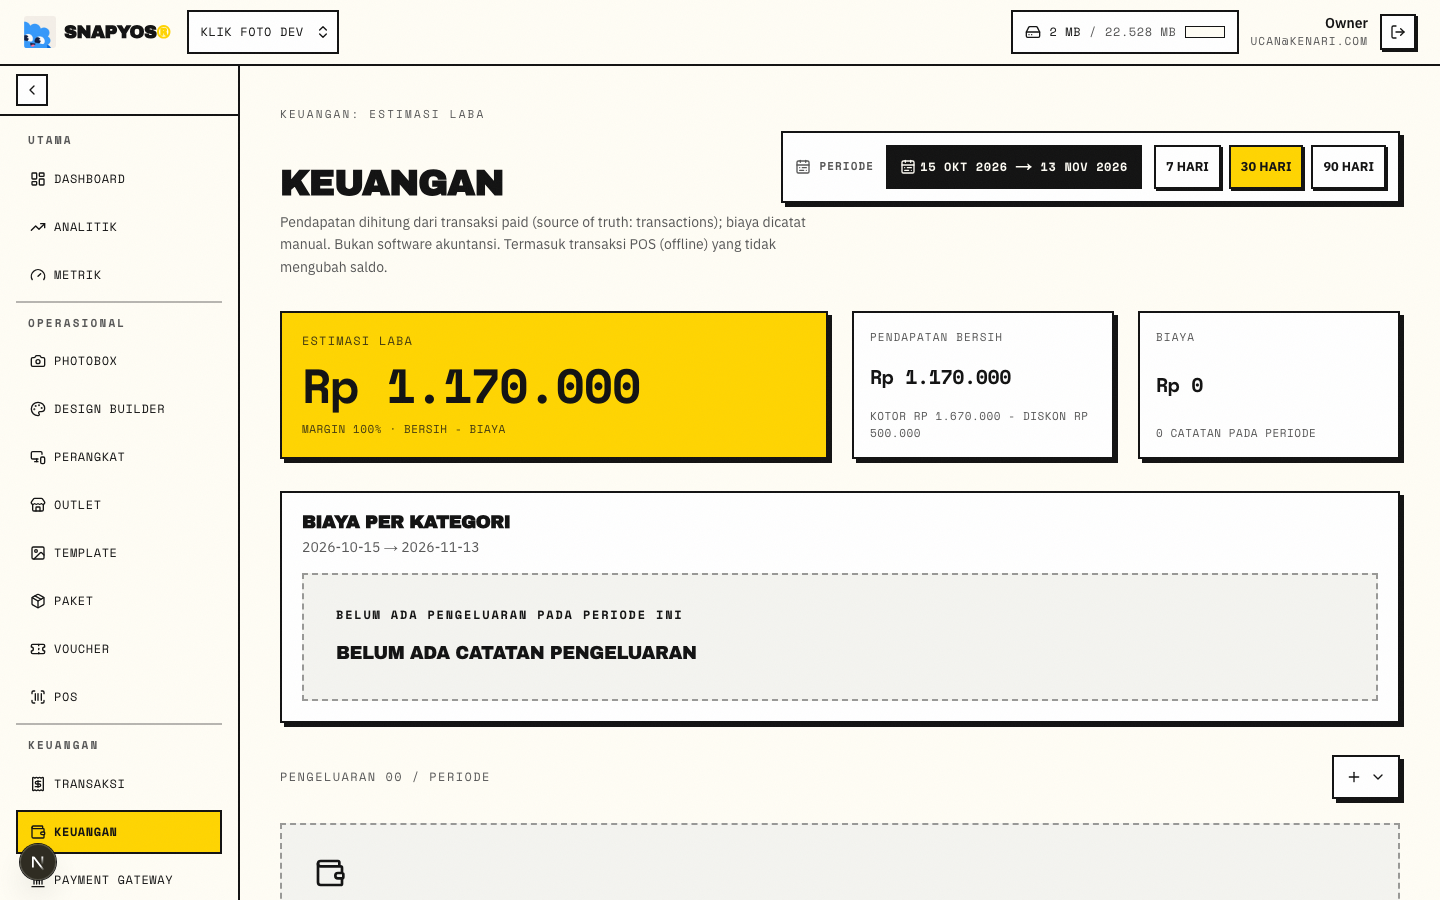 SNAPYOS®
KLIK FOTO DEV
2 MB / 22.528 MB
Owner
UCAN@KENARI.COM
UTAMA
DASHBOARD
ANALITIK
METRIK
OPERASIONAL
PHOTOBOX
DESIGN BUILDER
PERANGKAT
OUTLET
TEMPLATE
PAKET
VOUCHER
POS
KEUANGAN
TRANSAKSI
KEUANGAN
N
PAYMENT GATEWAY
KEUANGAN: ESTIMASI LABA
KEUANGAN
Pendapatan dihitung dari transaksi paid (source of truth: transactions); biaya dicatat
manual. Bukan software akuntansi. Termasuk transaksi POS (offline) yang tidak
mengubah saldo.
PERIODE
15 OKT 2026 → 13 NOV 2026
7 HARI
30 HARI
90 HARI
ESTIMASI LABA
Rp 1.170.000
MARGIN 100% · BERSIH - BIAYA
PENDAPATAN BERSIH
Rp 1.170.000
KOTOR RP 1.670.000 - DISKON RP
500.000
BIAYA
Rp 0
0 CATATAN PADA PERIODE
BIAYA PER KATEGORI
2026-10-15 → 2026-11-13
BELUM ADA PENGELUARAN PADA PERIODE INI
BELUM ADA CATATAN PENGELUARAN
PENGELUARAN 00 / PERIODE